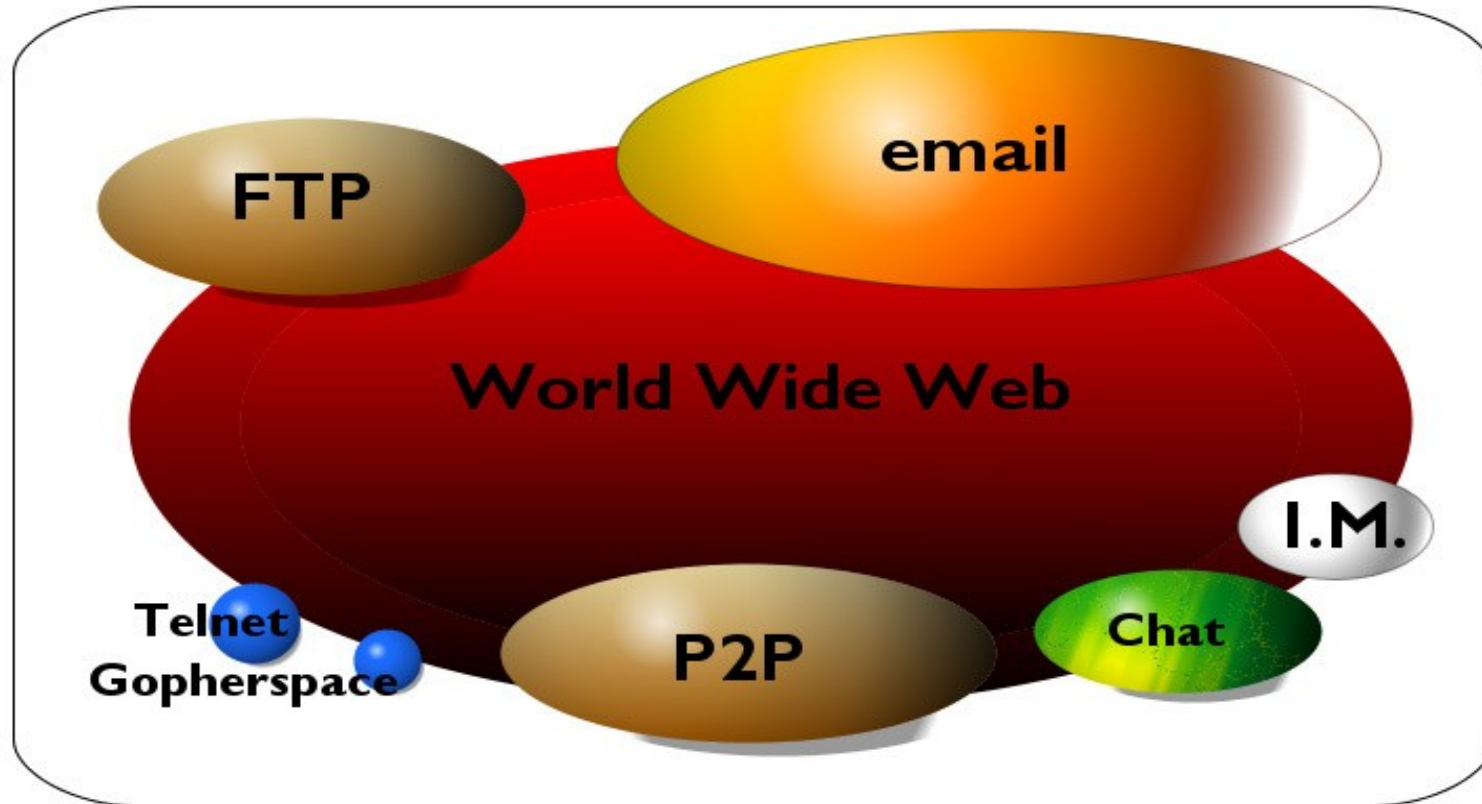 email
FTP
World Wide Web
I.M.
Telnet
Chat
P2P
Gopherspace